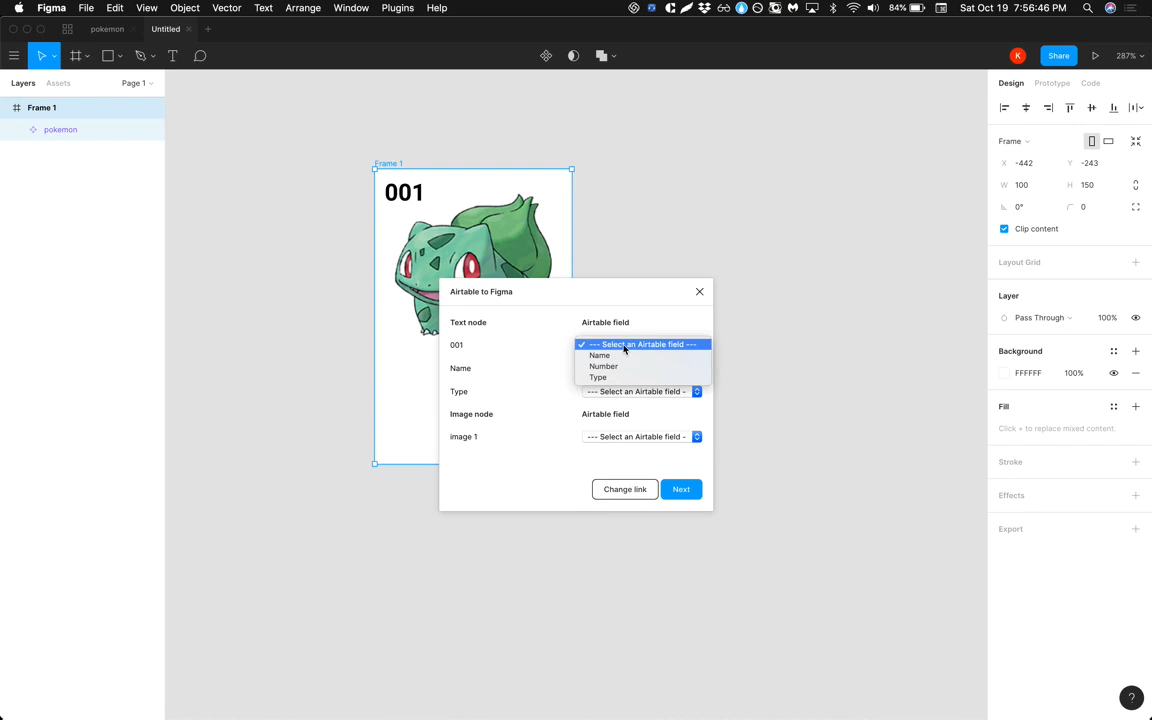 Figma File Edit View Object Vector Text Arrange Window Plugins Help 84% Sat Oct 19 7:56:46 PM
pokemon Untitled
K Share 287%
Layers Assets Page 1
Frame 1
pokemon
Frame 1
001
Airtable to Figma
Text node Airtable field
001
--- Select an Airtable field ---
Name
Number
Type
Name
Type --- Select an Airtable field -
Image node Airtable field
image 1 --- Select an Airtable field -
Change link Next
Design Prototype Code
Frame
X -442 Y -243
W 100 H 150
0° 0
Clip content
Layout Grid
Layer
Pass Through 100%
Background
FFFFFF 100%
Fill
Click + to replace mixed content.
Stroke
Effects
Export
?